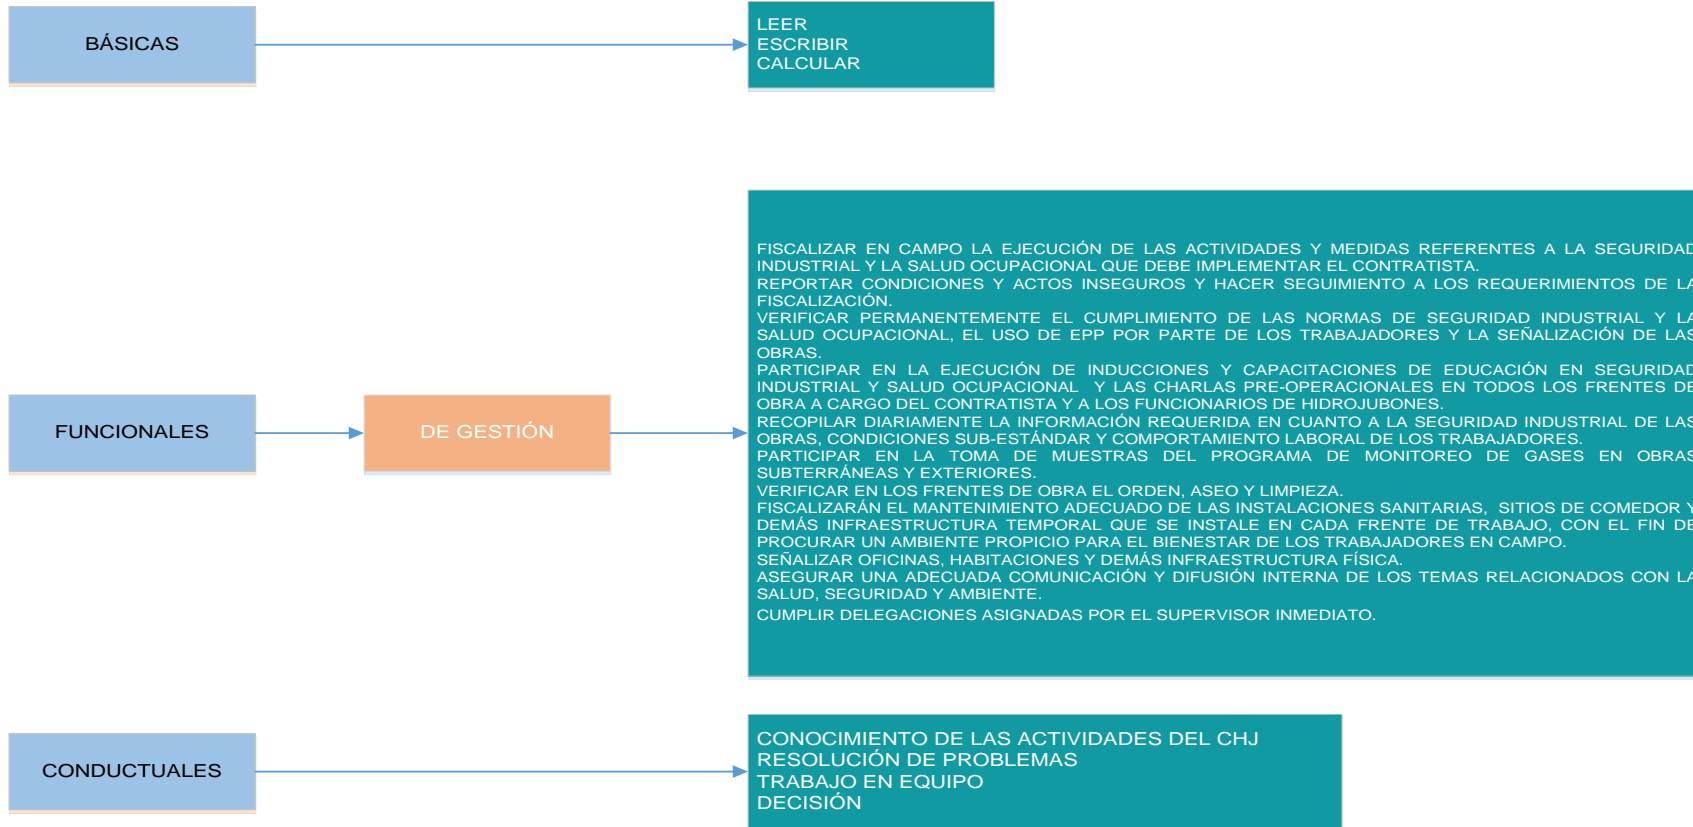 BÁSICAS
LEER
ESCRIBIR
CALCULAR
FUNCIONALES
DE GESTIÓN
FISCALIZAR EN CAMPO LA EJECUCIÓN DE LAS ACTIVIDADES Y MEDIDAS REFERENTES A LA SEGURIDAD
INDUSTRIAL Y LA SALUD OCUPACIONAL QUE DEBE IMPLEMENTAR EL CONTRATISTA.
REPORTAR CONDICIONES Y ACTOS INSEGUROS Y HACER SEGUIMIENTO A LOS REQUERIMIENTOS DE LA
FISCALIZACIÓN.
VERIFICAR PERMANENTEMENTE EL CUMPLIMIENTO DE LAS NORMAS DE SEGURIDAD INDUSTRIAL Y LA
SALUD OCUPACIONAL, EL USO DE EPP POR PARTE DE LOS TRABAJADORES Y LA SEÑALIZACIÓN DE LAS
OBRAS.
PARTICIPAR EN LA EJECUCIÓN DE INDUCCIONES Y CAPACITACIONES DE EDUCACIÓN EN SEGURIDAD
INDUSTRIAL Y SALUD OCUPACIONAL Y LAS CHARLAS PRE-OPERACIONALES EN TODOS LOS FRENTES DE
OBRA A CARGO DEL CONTRATISTA Y A LOS FUNCIONARIOS DE HIDROJUBONES.
RECOPILAR DIARIAMENTE LA INFORMACIÓN REQUERIDA EN CUANTO A LA SEGURIDAD INDUSTRIAL DE LAS
OBRAS, CONDICIONES SUB-ESTÁNDAR Y COMPORTAMIENTO LABORAL DE LOS TRABAJADORES.
PARTICIPAR EN LA TOMA DE MUESTRAS DEL PROGRAMA DE MONITOREO DE GASES EN OBRAS
SUBTERRÁNEAS Y EXTERIORES.
VERIFICAR EN LOS FRENTES DE OBRA EL ORDEN, ASEO Y LIMPIEZA.
FISCALIZARÁN EL MANTENIMIENTO ADECUADO DE LAS INSTALACIONES SANITARIAS, SITIOS DE COMEDOR Y
DEMÁS INFRAESTRUCTURA TEMPORAL QUE SE INSTALE EN CADA FRENTE DE TRABAJO, CON EL FIN DE
PROCURAR UN AMBIENTE PROPICIO PARA EL BIENESTAR DE LOS TRABAJADORES EN CAMPO.
SEÑALIZAR OFICINAS, HABITACIONES Y DEMÁS INFRAESTRUCTURA FÍSICA.
ASEGURAR UNA ADECUADA COMUNICACIÓN Y DIFUSIÓN INTERNA DE LOS TEMAS RELACIONADOS CON LA
SALUD, SEGURIDAD Y AMBIENTE.
CUMPLIR DELEGACIONES ASIGNADAS POR EL SUPERVISOR INMEDIATO.
CONDUCTUALES
CONOCIMIENTO DE LAS ACTIVIDADES DEL CHJ
RESOLUCIÓN DE PROBLEMAS
TRABAJO EN EQUIPO
DECISIÓN